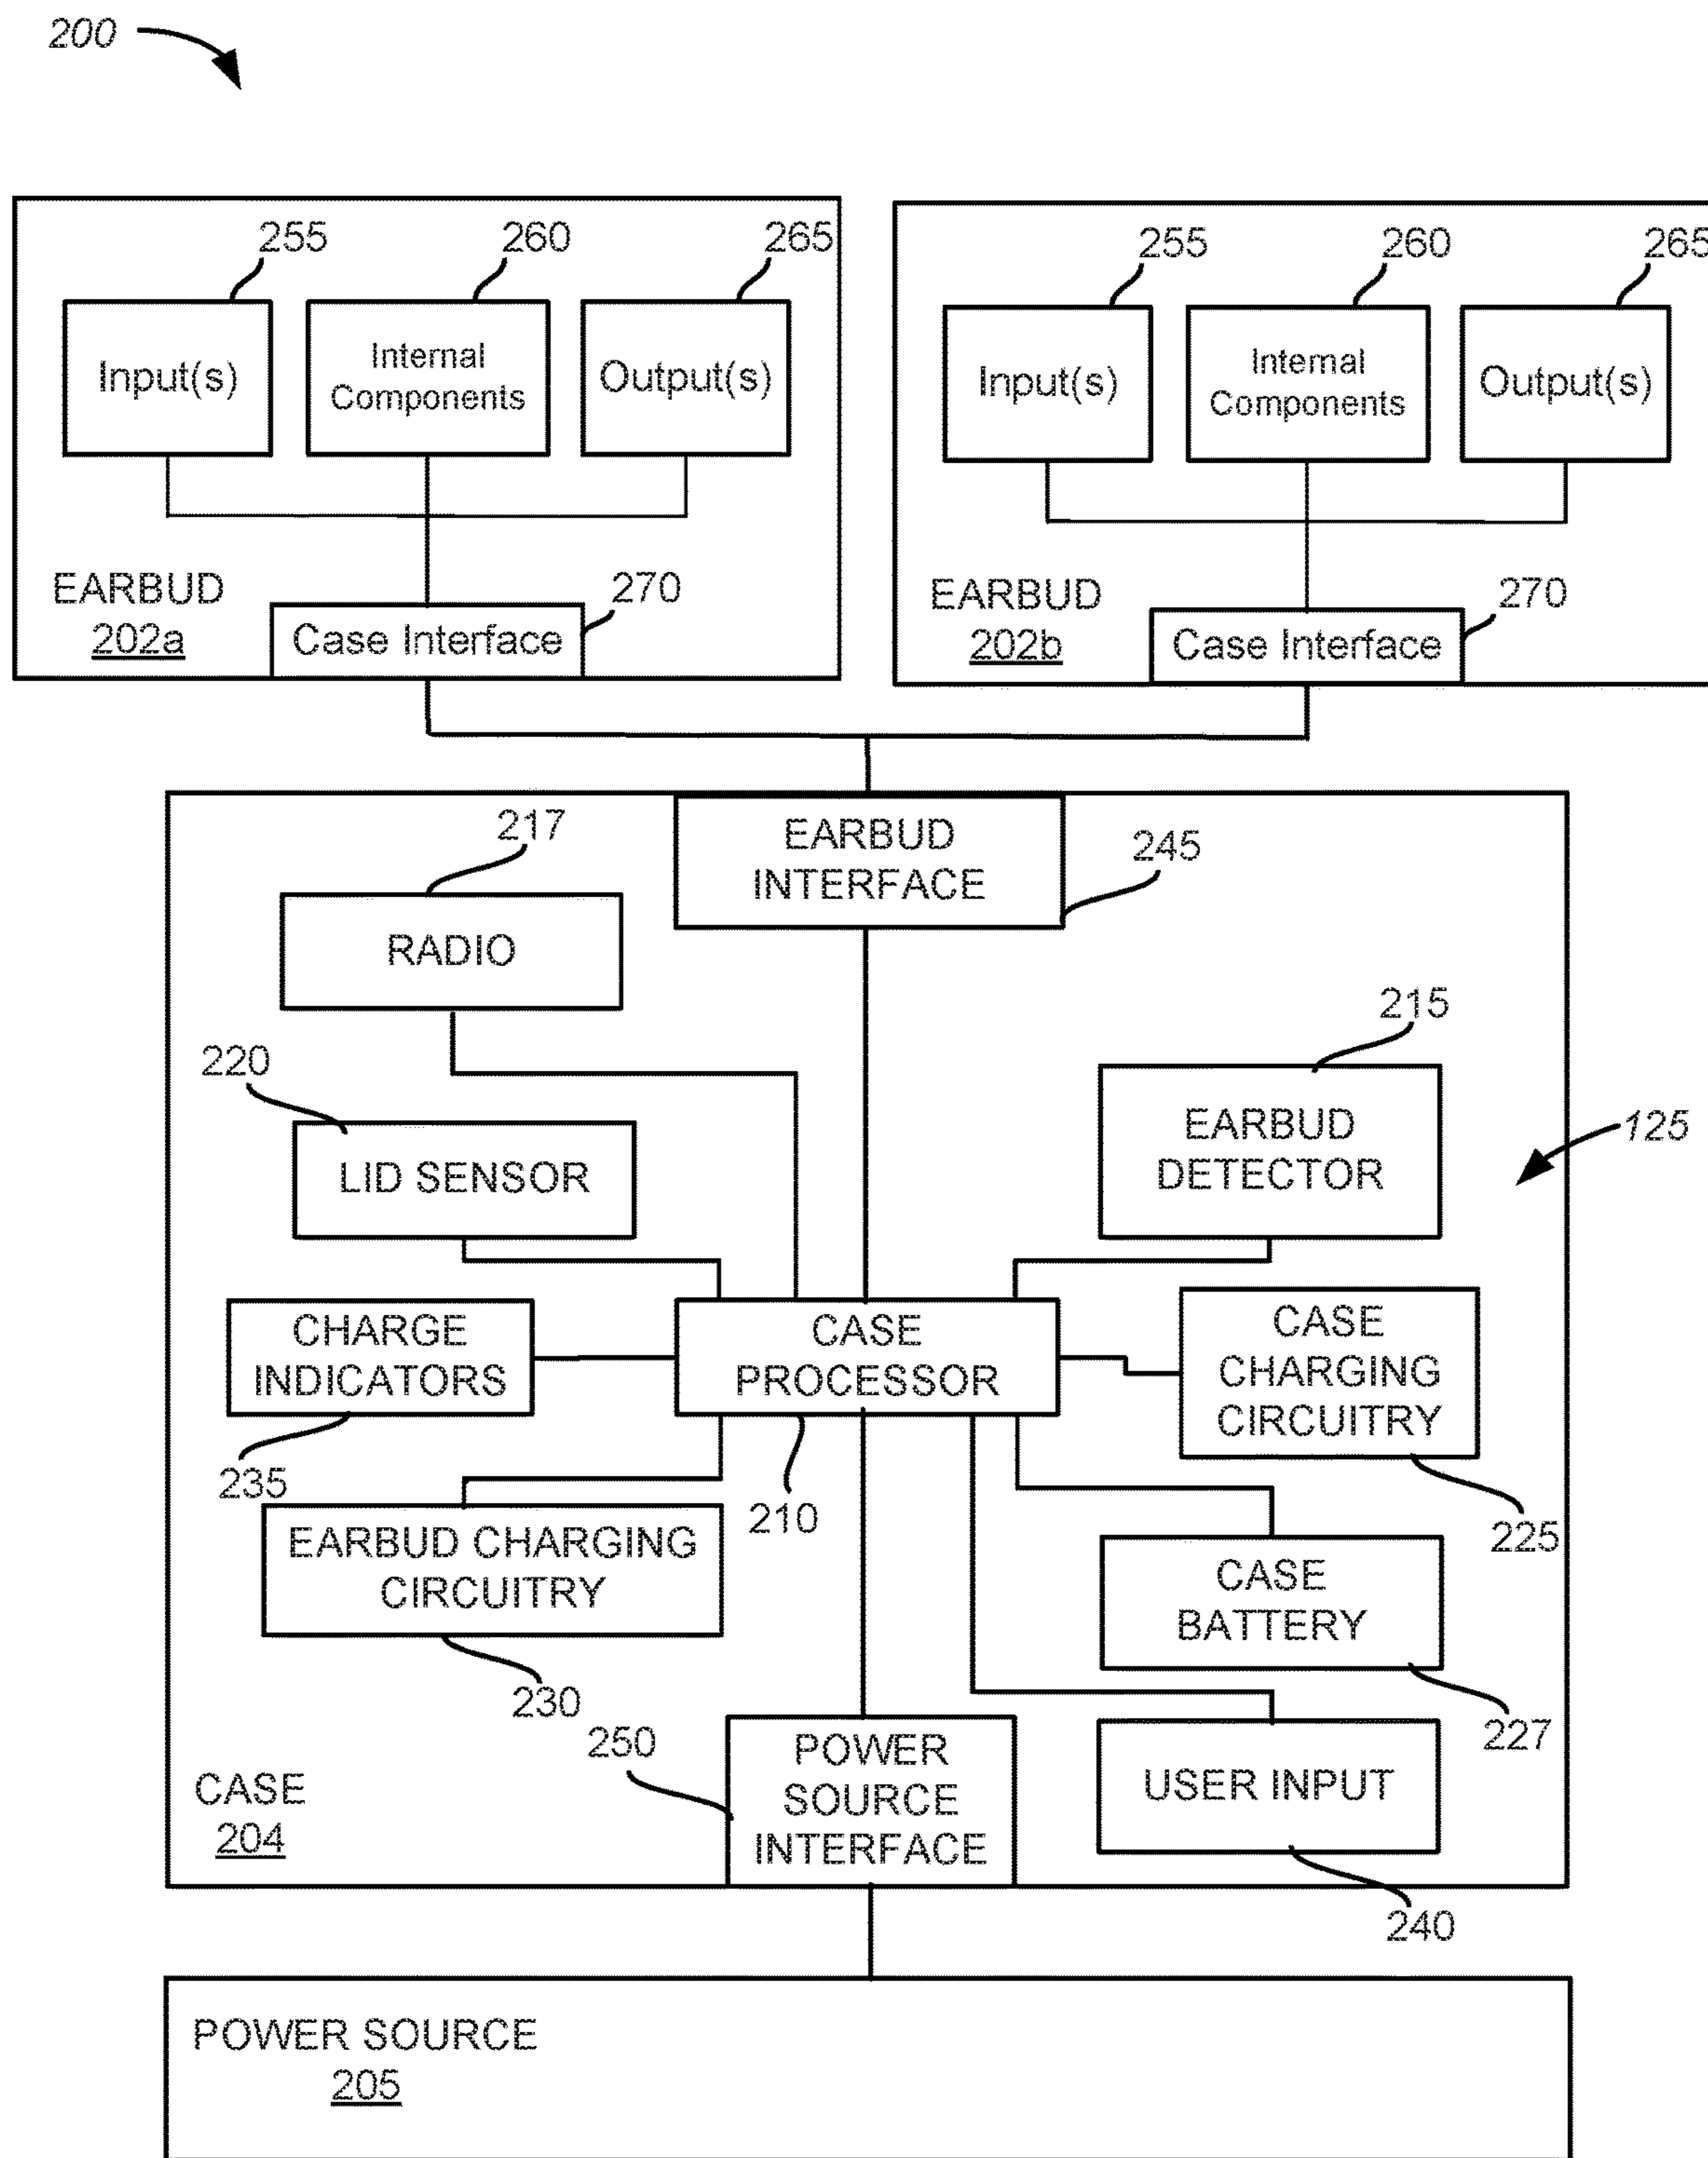 200
255
260
265
Input(s)
Internal
Components
Output(s)
EARBUD
202a
270
Case Interface
255
260
265
Input(s)
Internal
Components
Output(s)
EARBUD
202b
270
Case Interface
217
EARBUD
INTERFACE
245
RADIO
215
220
EARBUD
DETECTOR
125
LID SENSOR
CHARGE
INDICATORS
CASE
PROCESSOR
CASE
CHARGING
CIRCUITRY
235
210
225
EARBUD CHARGING
CIRCUITRY
CASE
BATTERY
230
227
250
POWER
SOURCE
INTERFACE
USER INPUT
CASE
204
240
POWER SOURCE
205